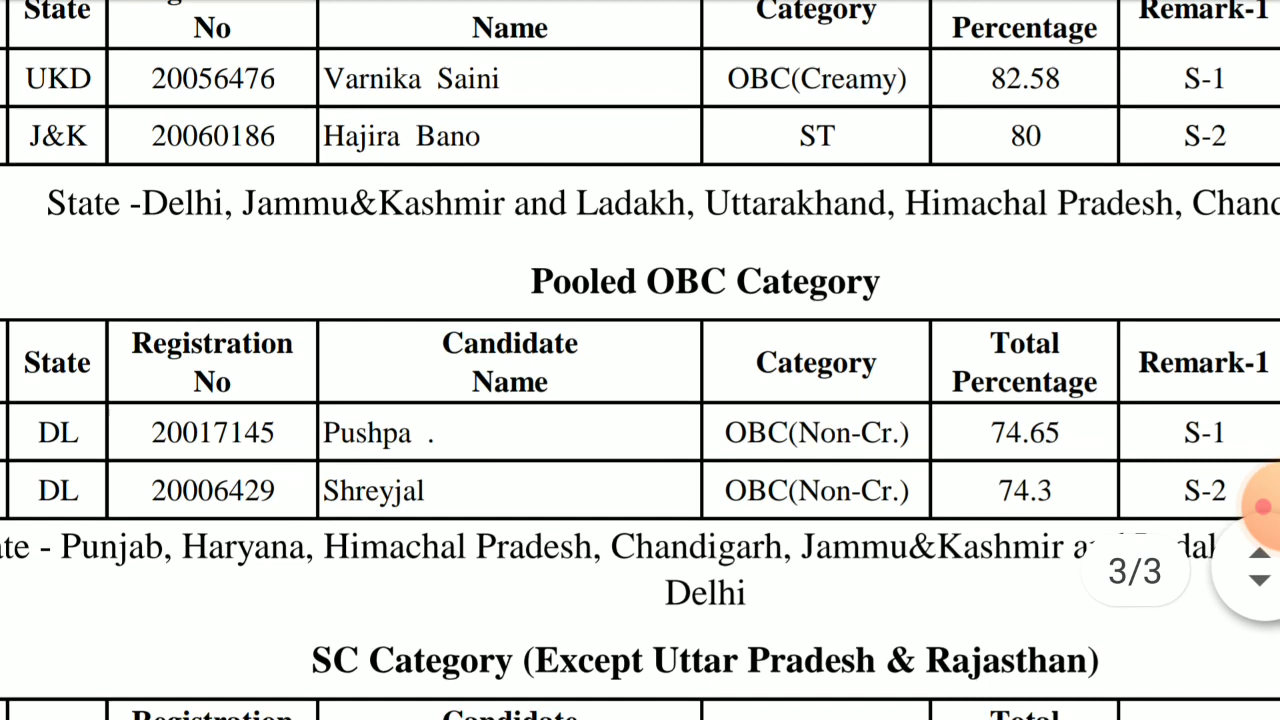 State No Name Category Percentage Remark-1
UKD 20056476 Varnika Saini OBC(Creamy) 82.58 S-1
J&K 20060186 Hajira Bano ST 80 S-2
State -Delhi, Jammu&Kashmir and Ladakh, Uttarakhand, Himachal Pradesh,
Pooled OBC Category
State Registration No Candidate Name Category Total Percentage Remark-1
DL 20017145 Pushpa . OBC(Non-Cr.) 74.65 S-1
DL 20006429 Shreyjal OBC(Non-Cr.) 74.3 S-2
- Punjab, Haryana, Himachal Pradesh, Chandigarh, Jammu&Kashmir
3/3
Delhi
SC Category (Except Uttar Pradesh & Rajasthan)
Registration Candidate Total